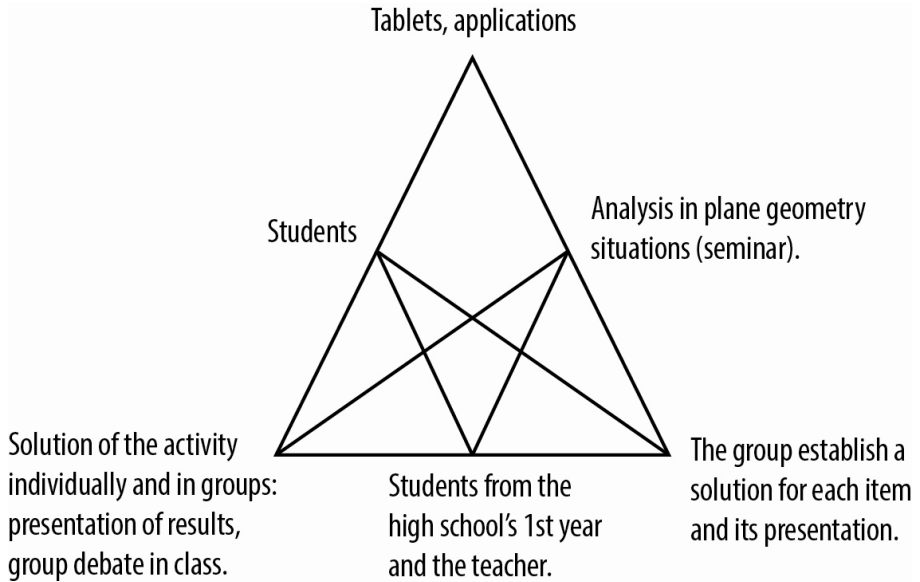 Tablets, applications
Students
Analysis in plane geometry
situations (seminar).
Solution of the activity
individually and in groups:
presentation of results,
group debate in class.
Students from the
high school's 1st year
and the teacher.
The group establish a
solution for each item
and its presentation.